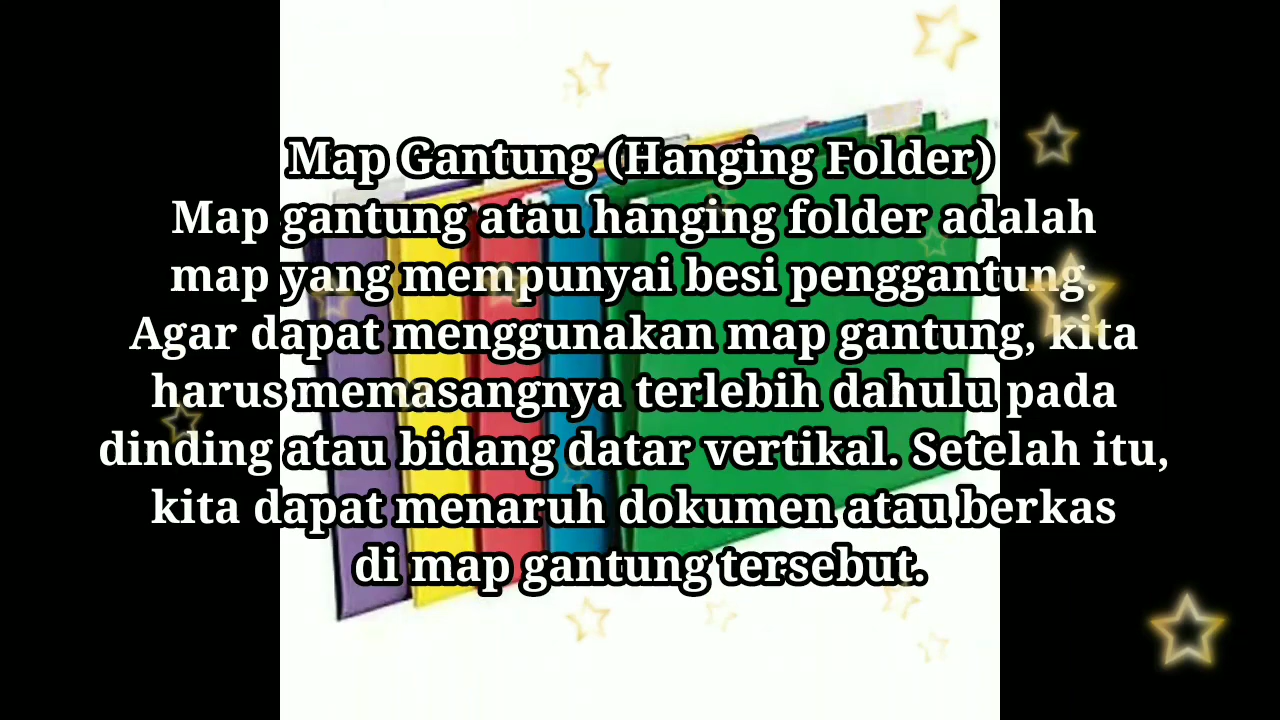 Map Gantung (Hanging Folder)
Map gantung atau hanging folder adalah
map yang mempunyai besi penggantung.
Agar dapat menggunakan map gantung, kita
harus memasangnya terlebih dahulu pada
dinding atau bidang datar vertikal. Setelah itu,
kita dapat menaruh dokumen atau berkas
di map gantung tersebut.